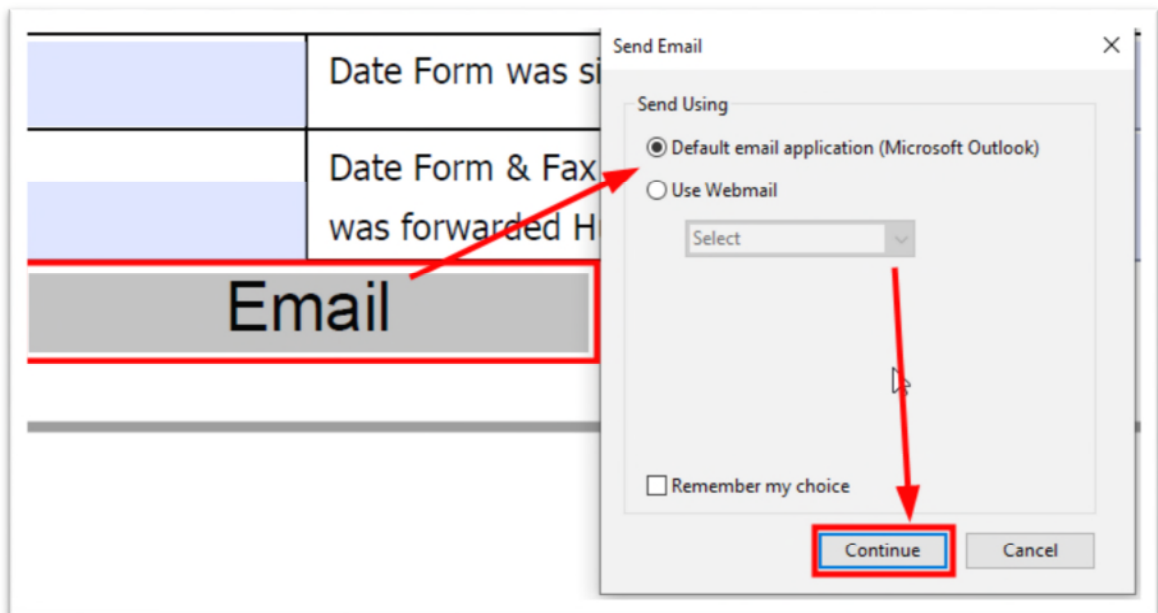 Date Form was si
Date Form & Fax
was forwarded H
Email
Send Email
Send Using
Default email application (Microsoft Outlook)
Use Webmail
Select
Remember my choice
Continue
Cancel